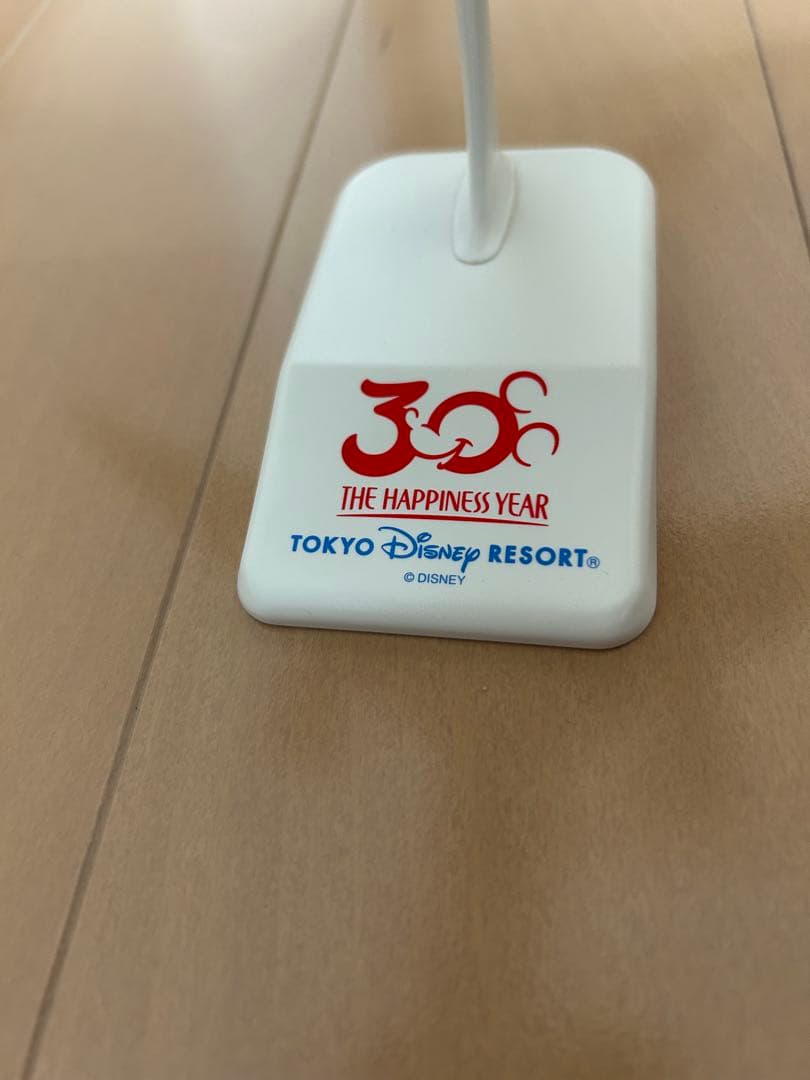 30
THE HAPPINESS YEAR
TOKYO Disney RESORT®
© DISNEY